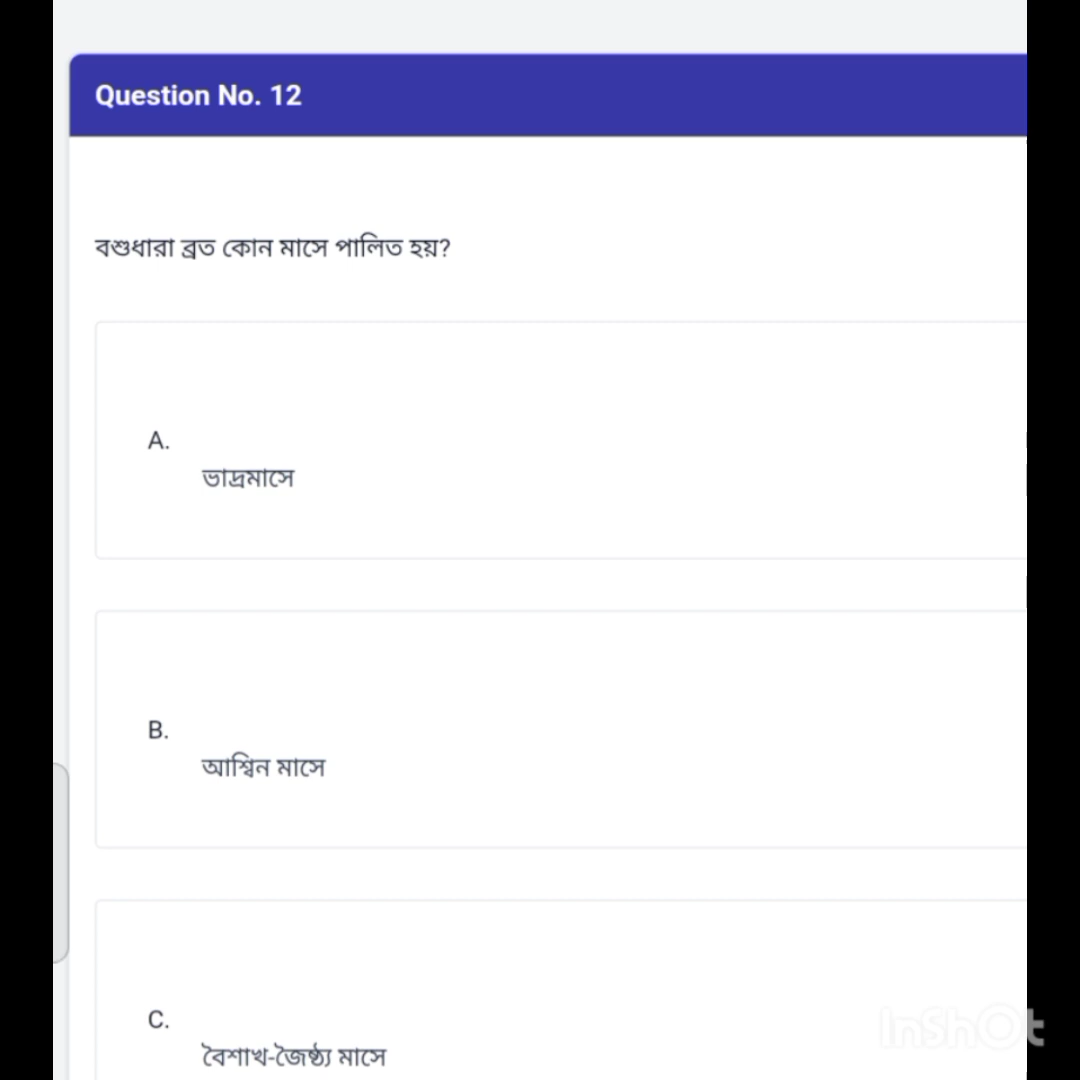 Question No. 12
বশুধারা ব্রত কোন মাসে পালিত হয়?
A.
ভাদ্রমাসে
B.
আশ্বিন মাসে
C.
বৈশাখ-জৈষ্ঠ্য মাসে
InShOt